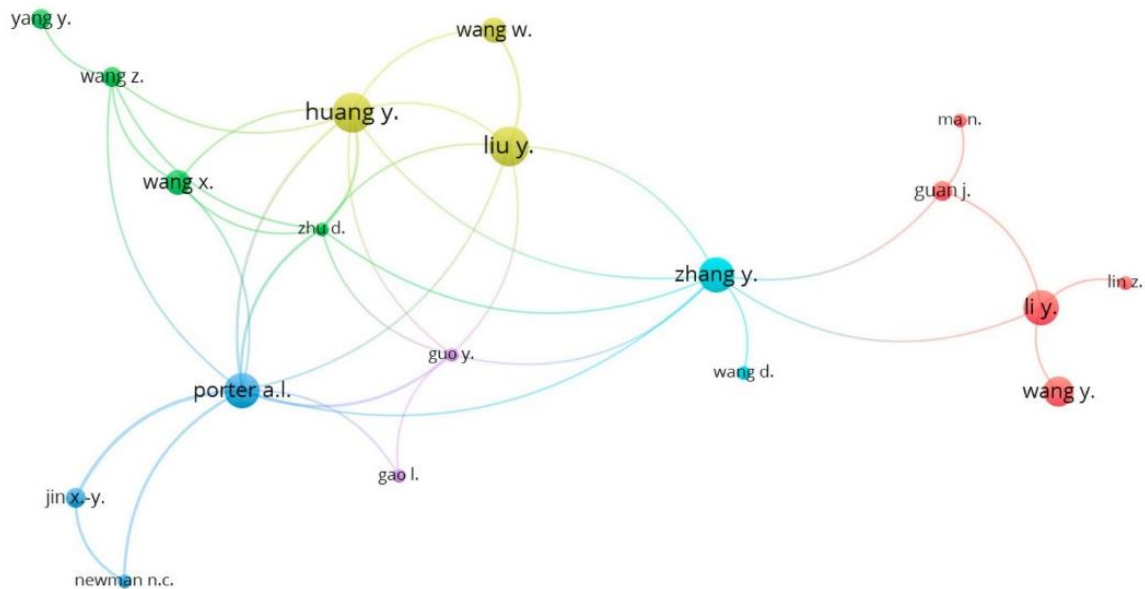 yang y.
wang w.
wang z.
huang y.
ma n.
liu y.
wang x.
guan j.
zhu d.
zhang y.
lin z.
li y.
guo y.
wang d.
porter a.l.
wang y.
gao l.
jin x.-y.
newman n.c.